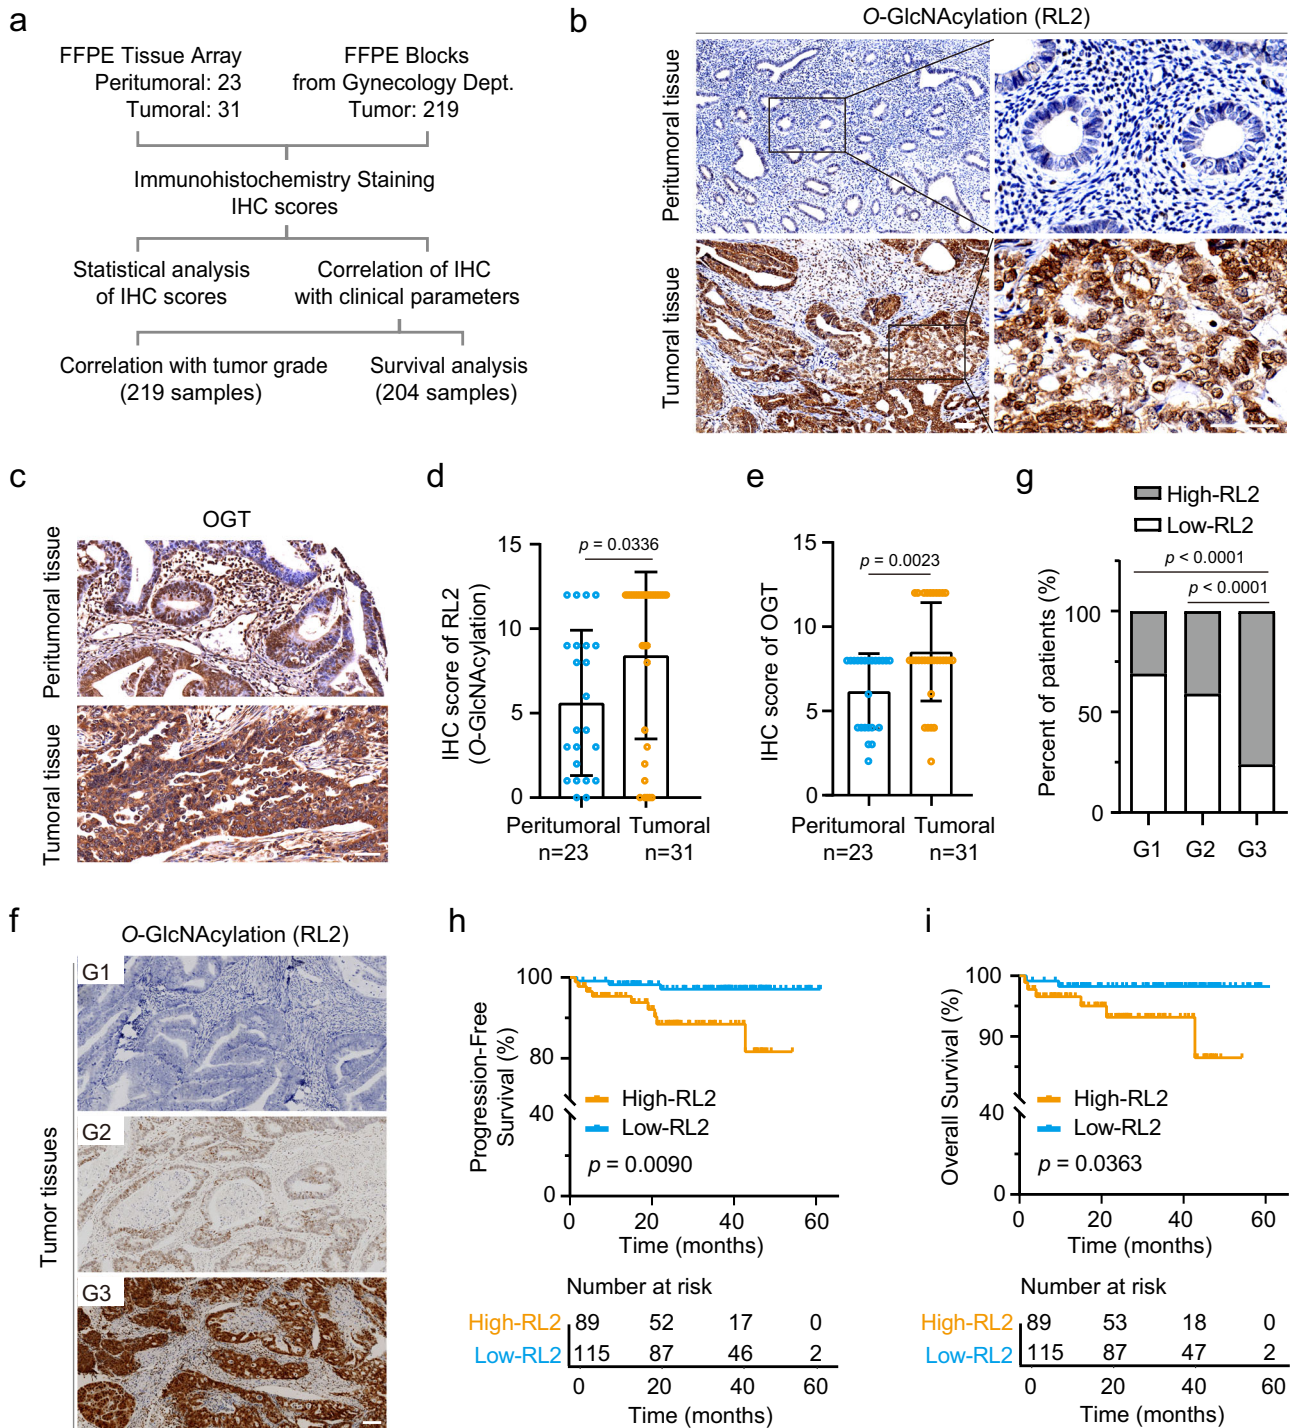 a
FFPE Tissue Array
Peritumoral: 23
Tumoral: 31
FFPE Blocks
from Gynecology Dept.
Tumor: 219
Immunohistochemistry Staining
IHC scores
Statistical analysis
of IHC scores
Correlation of IHC
with clinical parameters
Correlation with tumor grade
(219 samples)
Survival analysis
(204 samples)
b
O-GlcNAcylation (RL2)
Peritumoral tissue
Tumoral tissue
c
OGT
Peritumoral tissue
Tumoral tissue
d
IHC score of RL2
(O-GlcNAcylation)
15
10
5
0
p = 0.0336
Peritumoral
n=23
Tumoral
n=31
e
IHC score of OGT
15
10
5
0
p = 0.0023
Peritumoral
n=23
Tumoral
n=31
g
High-RL2
Low-RL2
p < 0.0001
p < 0.0001
Percent of patients (%)
100
50
0
G1 G2 G3
f
O-GlcNAcylation (RL2)
Tumor tissues
G1
G2
G3
h
Progression-Free
Survival (%)
100
80
40
0
High-RL2
Low-RL2
p = 0.0090
0 20 40 60
Time (months)
Number at risk
High-RL2 89 52 17 0
Low-RL2 115 87 46 2
0 20 40 60
Time (months)
i
Overall Survival (%)
100
90
40
0
High-RL2
Low-RL2
p = 0.0363
0 20 40 60
Time (months)
Number at risk
High-RL2 89 53 18 0
Low-RL2 115 87 47 2
0 20 40 60
Time (months)